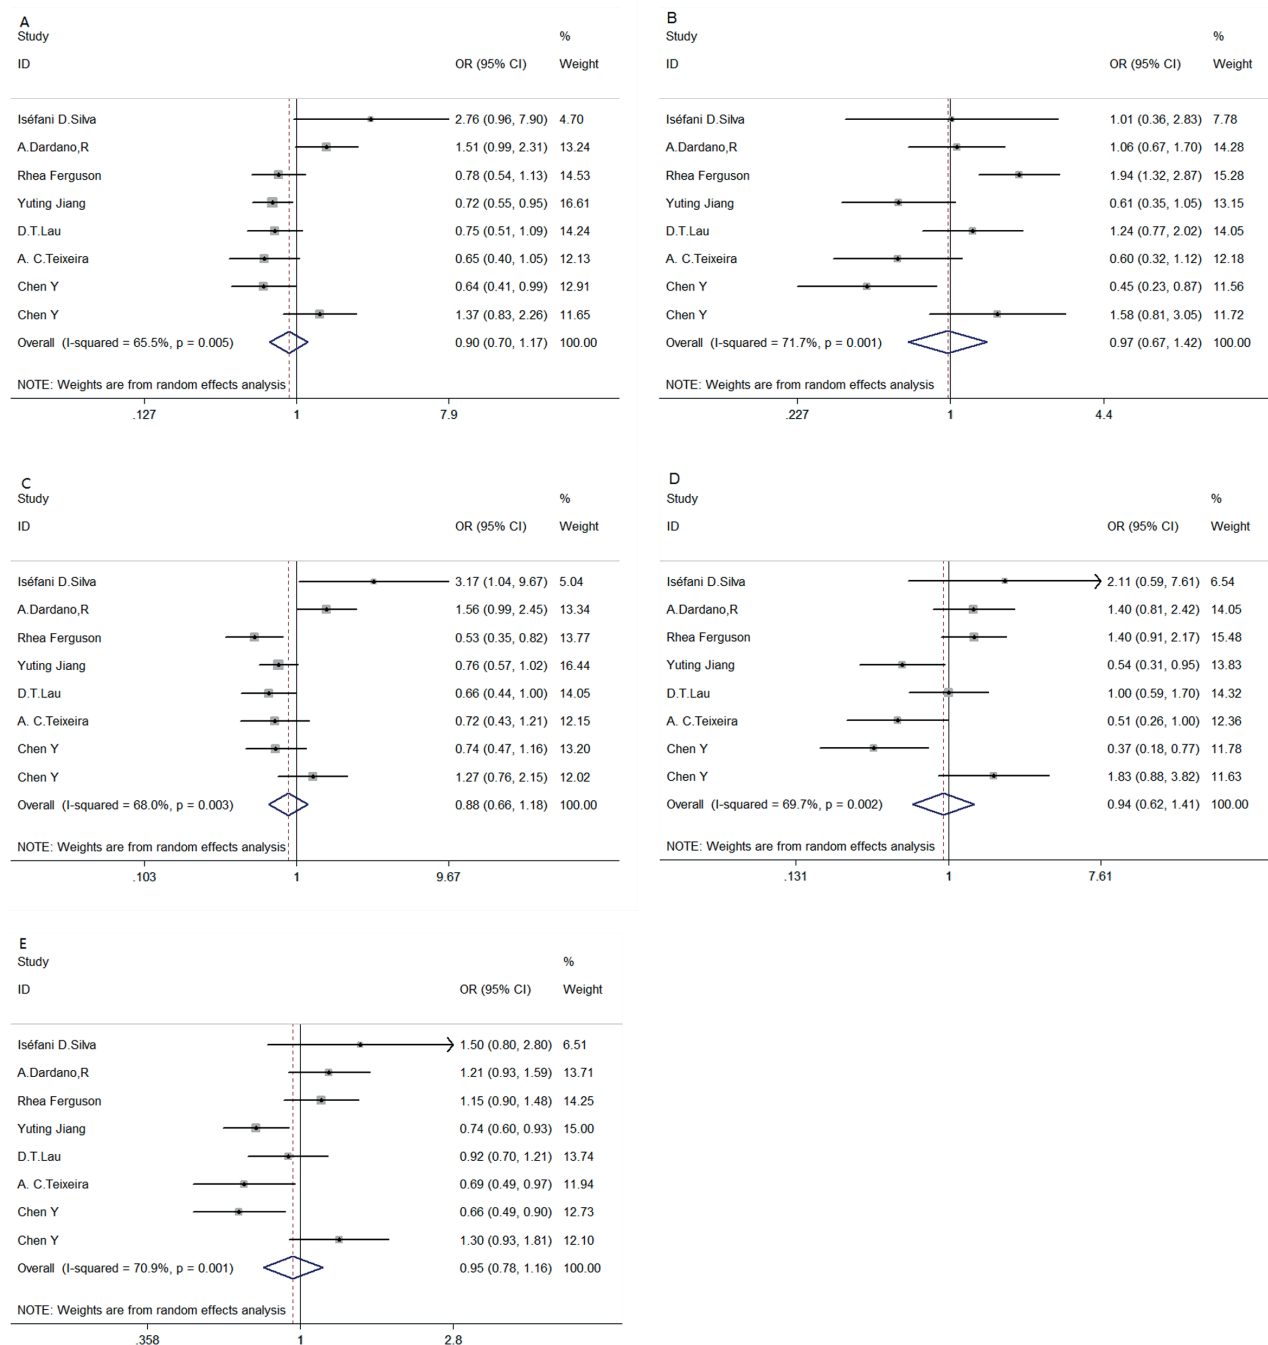 A
Study %
ID OR (95% CI) Weight
Iséfani D.Silva 2.76 (0.96, 7.90) 4.70
A.Dardano,R 1.51 (0.99, 2.31) 13.24
Rhea Ferguson 0.78 (0.54, 1.13) 14.53
Yuting Jiang 0.72 (0.55, 0.95) 16.61
D.T.Lau 0.75 (0.51, 1.09) 14.24
A. C.Teixeira 0.65 (0.40, 1.05) 12.13
Chen Y 0.64 (0.41, 0.99) 12.91
Chen Y 1.37 (0.83, 2.26) 11.65
Overall (I-squared = 65.5%, p = 0.005) 0.90 (0.70, 1.17) 100.00
NOTE: Weights are from random effects analysis
.127 1 7.9
B
Study %
ID OR (95% CI) Weight
Iséfani D.Silva 1.01 (0.36, 2.83) 7.78
A.Dardano,R 1.06 (0.67, 1.70) 14.28
Rhea Ferguson 1.94 (1.32, 2.87) 15.28
Yuting Jiang 0.61 (0.35, 1.05) 13.15
D.T.Lau 1.24 (0.77, 2.02) 14.05
A. C.Teixeira 0.60 (0.32, 1.12) 12.18
Chen Y 0.45 (0.23, 0.87) 11.56
Chen Y 1.58 (0.81, 3.05) 11.72
Overall (I-squared = 71.7%, p = 0.001) 0.97 (0.67, 1.42) 100.00
NOTE: Weights are from random effects analysis
.227 1 4.4
C
Study %
ID OR (95% CI) Weight
Iséfani D.Silva 3.17 (1.04, 9.67) 5.04
A.Dardano,R 1.56 (0.99, 2.45) 13.34
Rhea Ferguson 0.53 (0.35, 0.82) 13.77
Yuting Jiang 0.76 (0.57, 1.02) 16.44
D.T.Lau 0.66 (0.44, 1.00) 14.05
A. C.Teixeira 0.72 (0.43, 1.21) 12.15
Chen Y 0.74 (0.47, 1.16) 13.20
Chen Y 1.27 (0.76, 2.15) 12.02
Overall (I-squared = 68.0%, p = 0.003) 0.88 (0.66, 1.18) 100.00
NOTE: Weights are from random effects analysis
.103 1 9.67
D
Study %
ID OR (95% CI) Weight
Iséfani D.Silva 2.11 (0.59, 7.61) 6.54
A.Dardano,R 1.40 (0.81, 2.42) 14.05
Rhea Ferguson 1.40 (0.91, 2.17) 15.48
Yuting Jiang 0.54 (0.31, 0.95) 13.83
D.T.Lau 1.00 (0.59, 1.70) 14.32
A. C.Teixeira 0.51 (0.26, 1.00) 12.36
Chen Y 0.37 (0.18, 0.77) 11.78
Chen Y 1.83 (0.88, 3.82) 11.63
Overall (I-squared = 69.7%, p = 0.002) 0.94 (0.62, 1.41) 100.00
NOTE: Weights are from random effects analysis
.131 1 7.61
E
Study %
ID OR (95% CI) Weight
Iséfani D.Silva 1.50 (0.80, 2.80) 6.51
A.Dardano,R 1.21 (0.93, 1.59) 13.71
Rhea Ferguson 1.15 (0.90, 1.48) 14.25
Yuting Jiang 0.74 (0.60, 0.93) 15.00
D.T.Lau 0.92 (0.70, 1.21) 13.74
A. C.Teixeira 0.69 (0.49, 0.97) 11.94
Chen Y 0.66 (0.49, 0.90) 12.73
Chen Y 1.30 (0.93, 1.81) 12.10
Overall (I-squared = 70.9%, p = 0.001) 0.95 (0.78, 1.16) 100.00
NOTE: Weights are from random effects analysis
.358 1 2.8